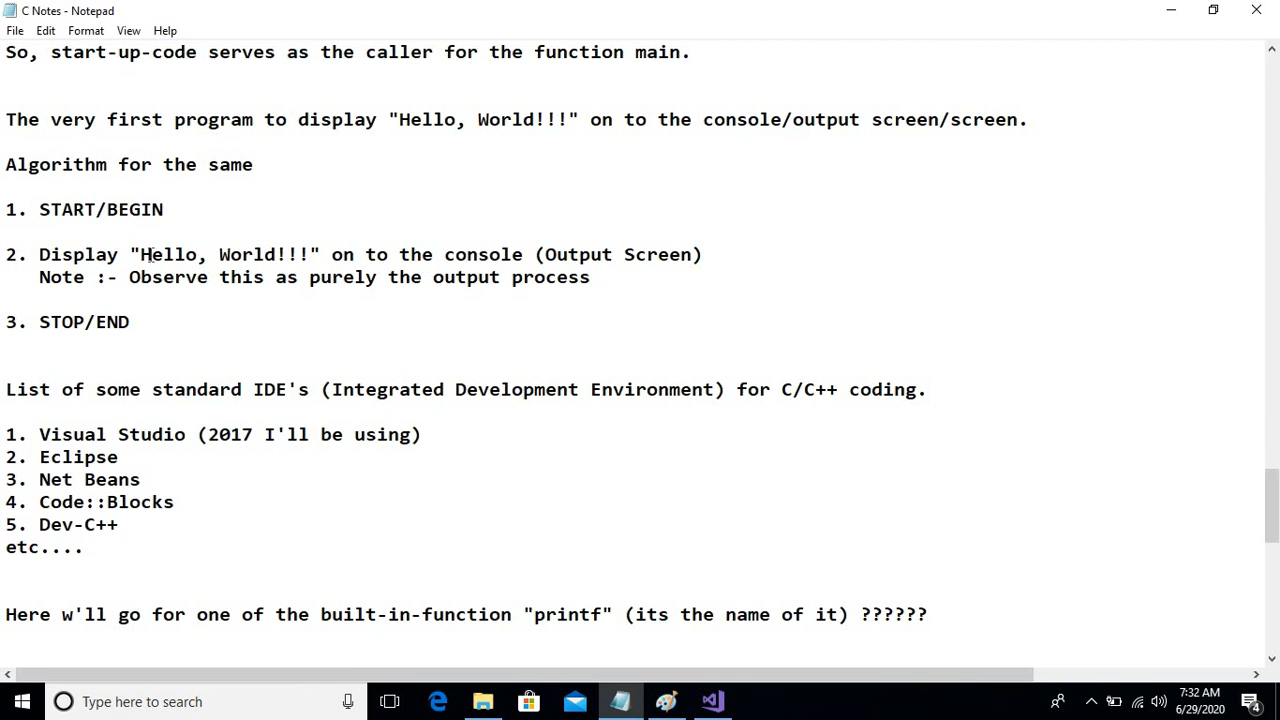 C Notes - Notepad
File Edit Format View Help
So, start-up-code serves as the caller for the function main.
The very first program to display "Hello, World!!!" on to the console/output screen/screen.
Algorithm for the same
1. START/BEGIN
2. Display "Hello, World!!!" on to the console (Output Screen)
Note :- Observe this as purely the output process
3. STOP/END
List of some standard IDE's (Integrated Development Environment) for C/C++ coding.
1. Visual Studio (2017 I'll be using)
2. Eclipse
3. Net Beans
4. Code::Blocks
5. Dev-C++
etc....
Here w'll go for one of the built-in-function "printf" (its the name of it) ??????
Type here to search
7:32 AM
6/29/2020
4